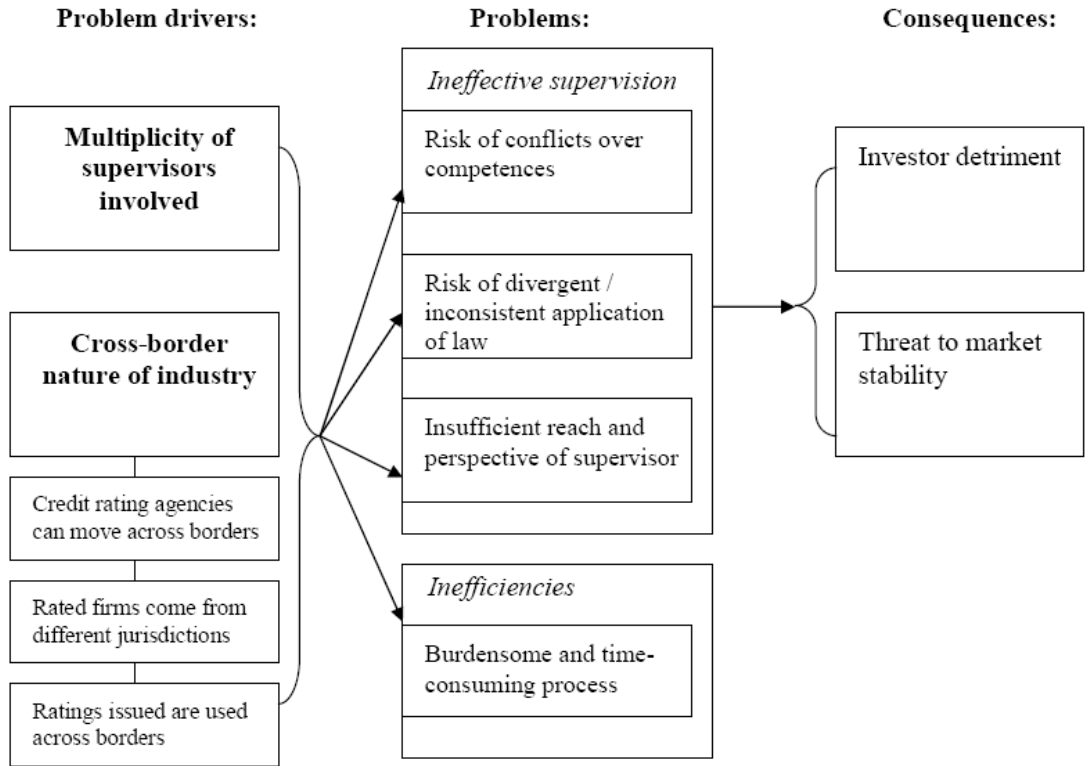 Problem drivers:
Problems:
Consequences:
Multiplicity of
supervisors
involved
Cross-border
nature of industry
Credit rating agencies
can move across borders
Rated firms come from
different jurisdictions
Ratings issued are used
across borders
Ineffective supervision
Risk of conflicts over
competences
Risk of divergent /
inconsistent application
of law
Insufficient reach and
perspective of supervisor
Inefficiencies
Burdensome and time-
consuming process
Investor detriment
Threat to market
stability